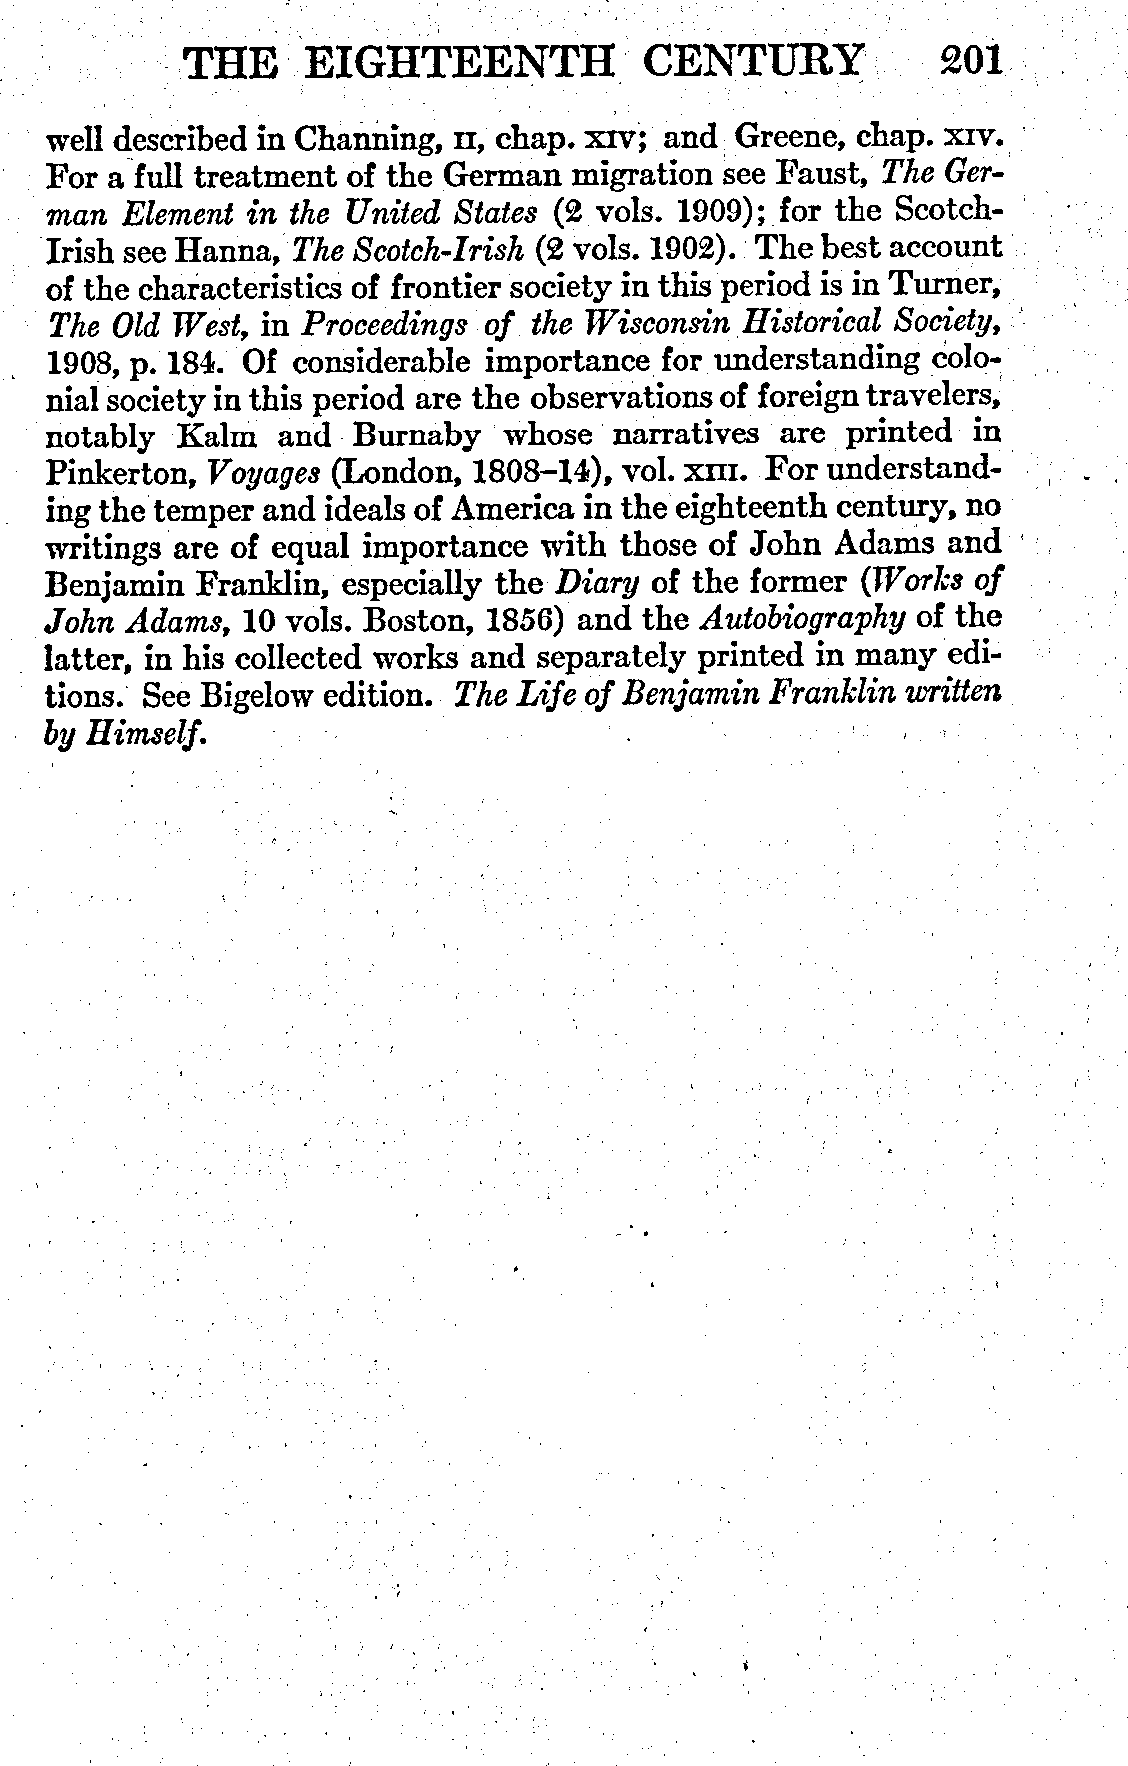 THE EIGHTEENTH CENTURY 201
well described in Channing, II, chap. XIV; and Greene, chap. XIV.
For a full treatment of the German migration see Faust, The Ger-
man Element in the United States (2 vols. 1909); for the Scotch-
Irish see Hanna, The Scotch-Irish (2 vols. 1902). The best account
of the characteristics of frontier society in this period is in Turner,
The Old West, in Proceedings of the Wisconsin Historical Society,
1908, p. 184. Of considerable importance for understanding colo-
nial society in this period are the observations of foreign travelers,
notably Kalm and Burnaby whose narratives are printed in
Pinkerton, Voyages (London, 1808–14), vol. XIII. For understand-
ing the temper and ideals of America in the eighteenth century, no
writings are of equal importance with those of John Adams and
Benjamin Franklin, especially the Diary of the former (Works of
John Adams, 10 vols. Boston, 1856) and the Autobiography of the
latter, in his collected works and separately printed in many edi-
tions. See Bigelow edition. The Life of Benjamin Franklin written
by Himself.